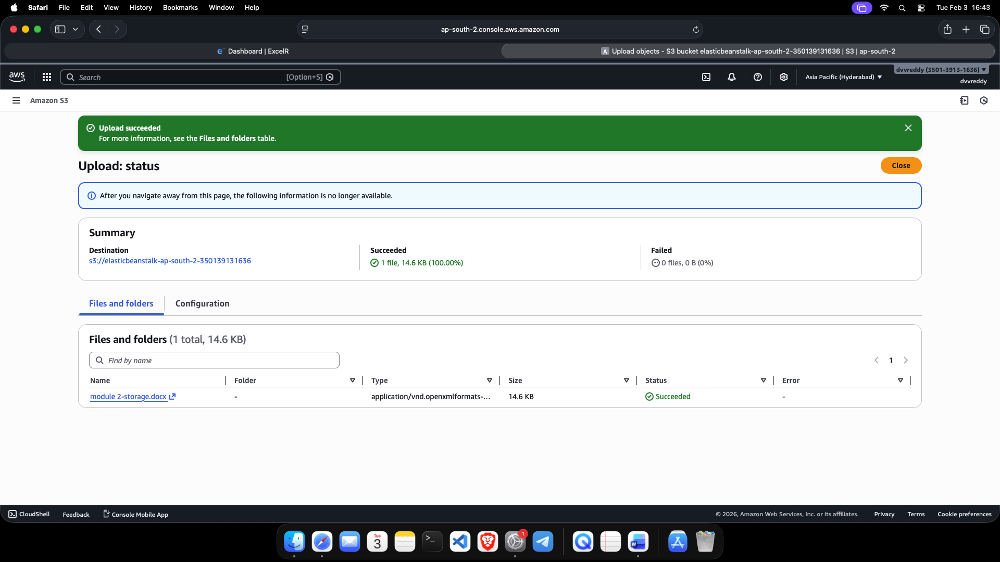 Safari File Edit View History Bookmarks Window Help Tue Feb 3 16:43
ap-south-2.console.aws.amazon.com
Dashboard | ExcelR
A Upload objects - S3 bucket elasticbeanstalk-ap-south-2-350139131636 | S3 | ap-south-2
aws Search [Option+S] Asia Pacific (Hyderabad) dvvreddy (3501-3913-1636)
dvvreddy
Amazon S3
Upload succeeded
For more information, see the Files and folders table.
Upload: status Close
After you navigate away from this page, the following information is no longer available.
Summary
Destination Succeeded Failed
s3://elasticbeanstalk-ap-south-2-350139131636 1 file, 14.6 KB (100.00%) 0 files, 0 B (0%)
Files and folders Configuration
Files and folders (1 total, 14.6 KB)
Find by name 1
Name Folder Type Size Status Error
module 2-storage.docx - application/vnd.openxmlformats-... 14.6 KB Succeeded -
CloudShell Feedback Console Mobile App © 2026, Amazon Web Services, Inc. or its affiliates. Privacy Terms Cookie preferences
Tue
3
1
W